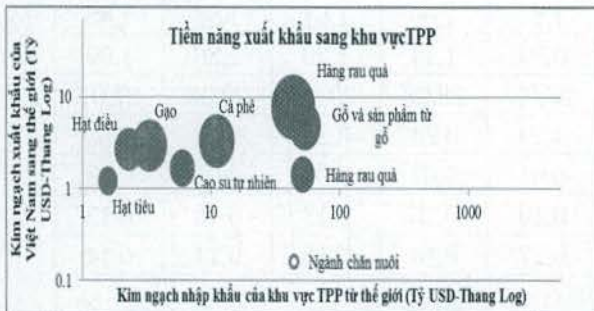 Tiềm năng xuất khẩu sang khu vựcTPP
Kim ngạch xuất khẩu của
Việt Nam sang thế giới (Tỷ
USD-Thang Log)
Hàng rau quả
10
Hạt điều
Gạo
Cà phê
Gỗ và sản phẩm từ
gỗ
Hạt tiêu
Cao su tự nhiên
Hàng rau quả
1
1
10
100
1000
Ngành chăn nuôi
0.1
Kim ngạch nhập khẩu của khu vực TPP từ thế giới (Tỷ USD-Thang Log)